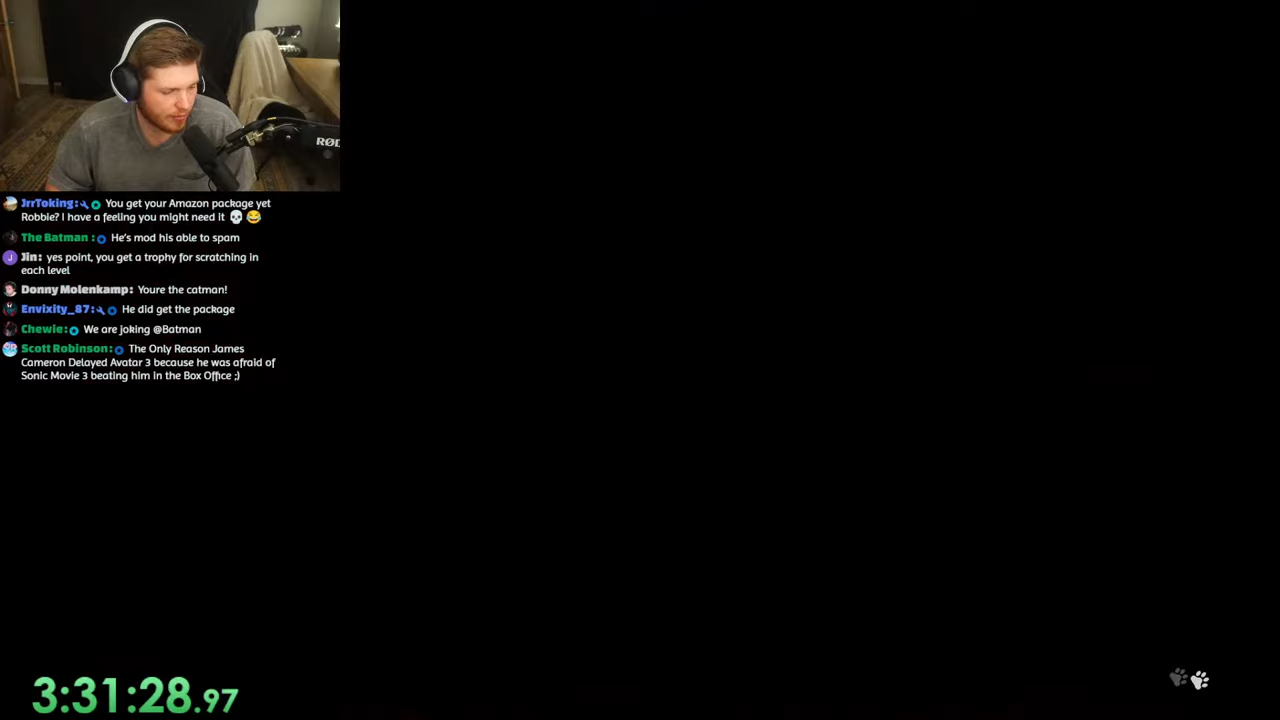 RØD
JrrToking: You get your Amazon package yet
Robbie? I have a feeling you might need it 💀 😂
The Batman : He's mod his able to spam
J Jin: yes point, you get a trophy for scratching in
each level
Donny Molenkamp: Youre the catman!
Envixity_87: He did get the package
Chewie: We are joking @Batman
Scott Robinson: The Only Reason James
Cameron Delayed Avatar 3 because he was afraid of
Sonic Movie 3 beating him in the Box Office ;)
3:31:28.97